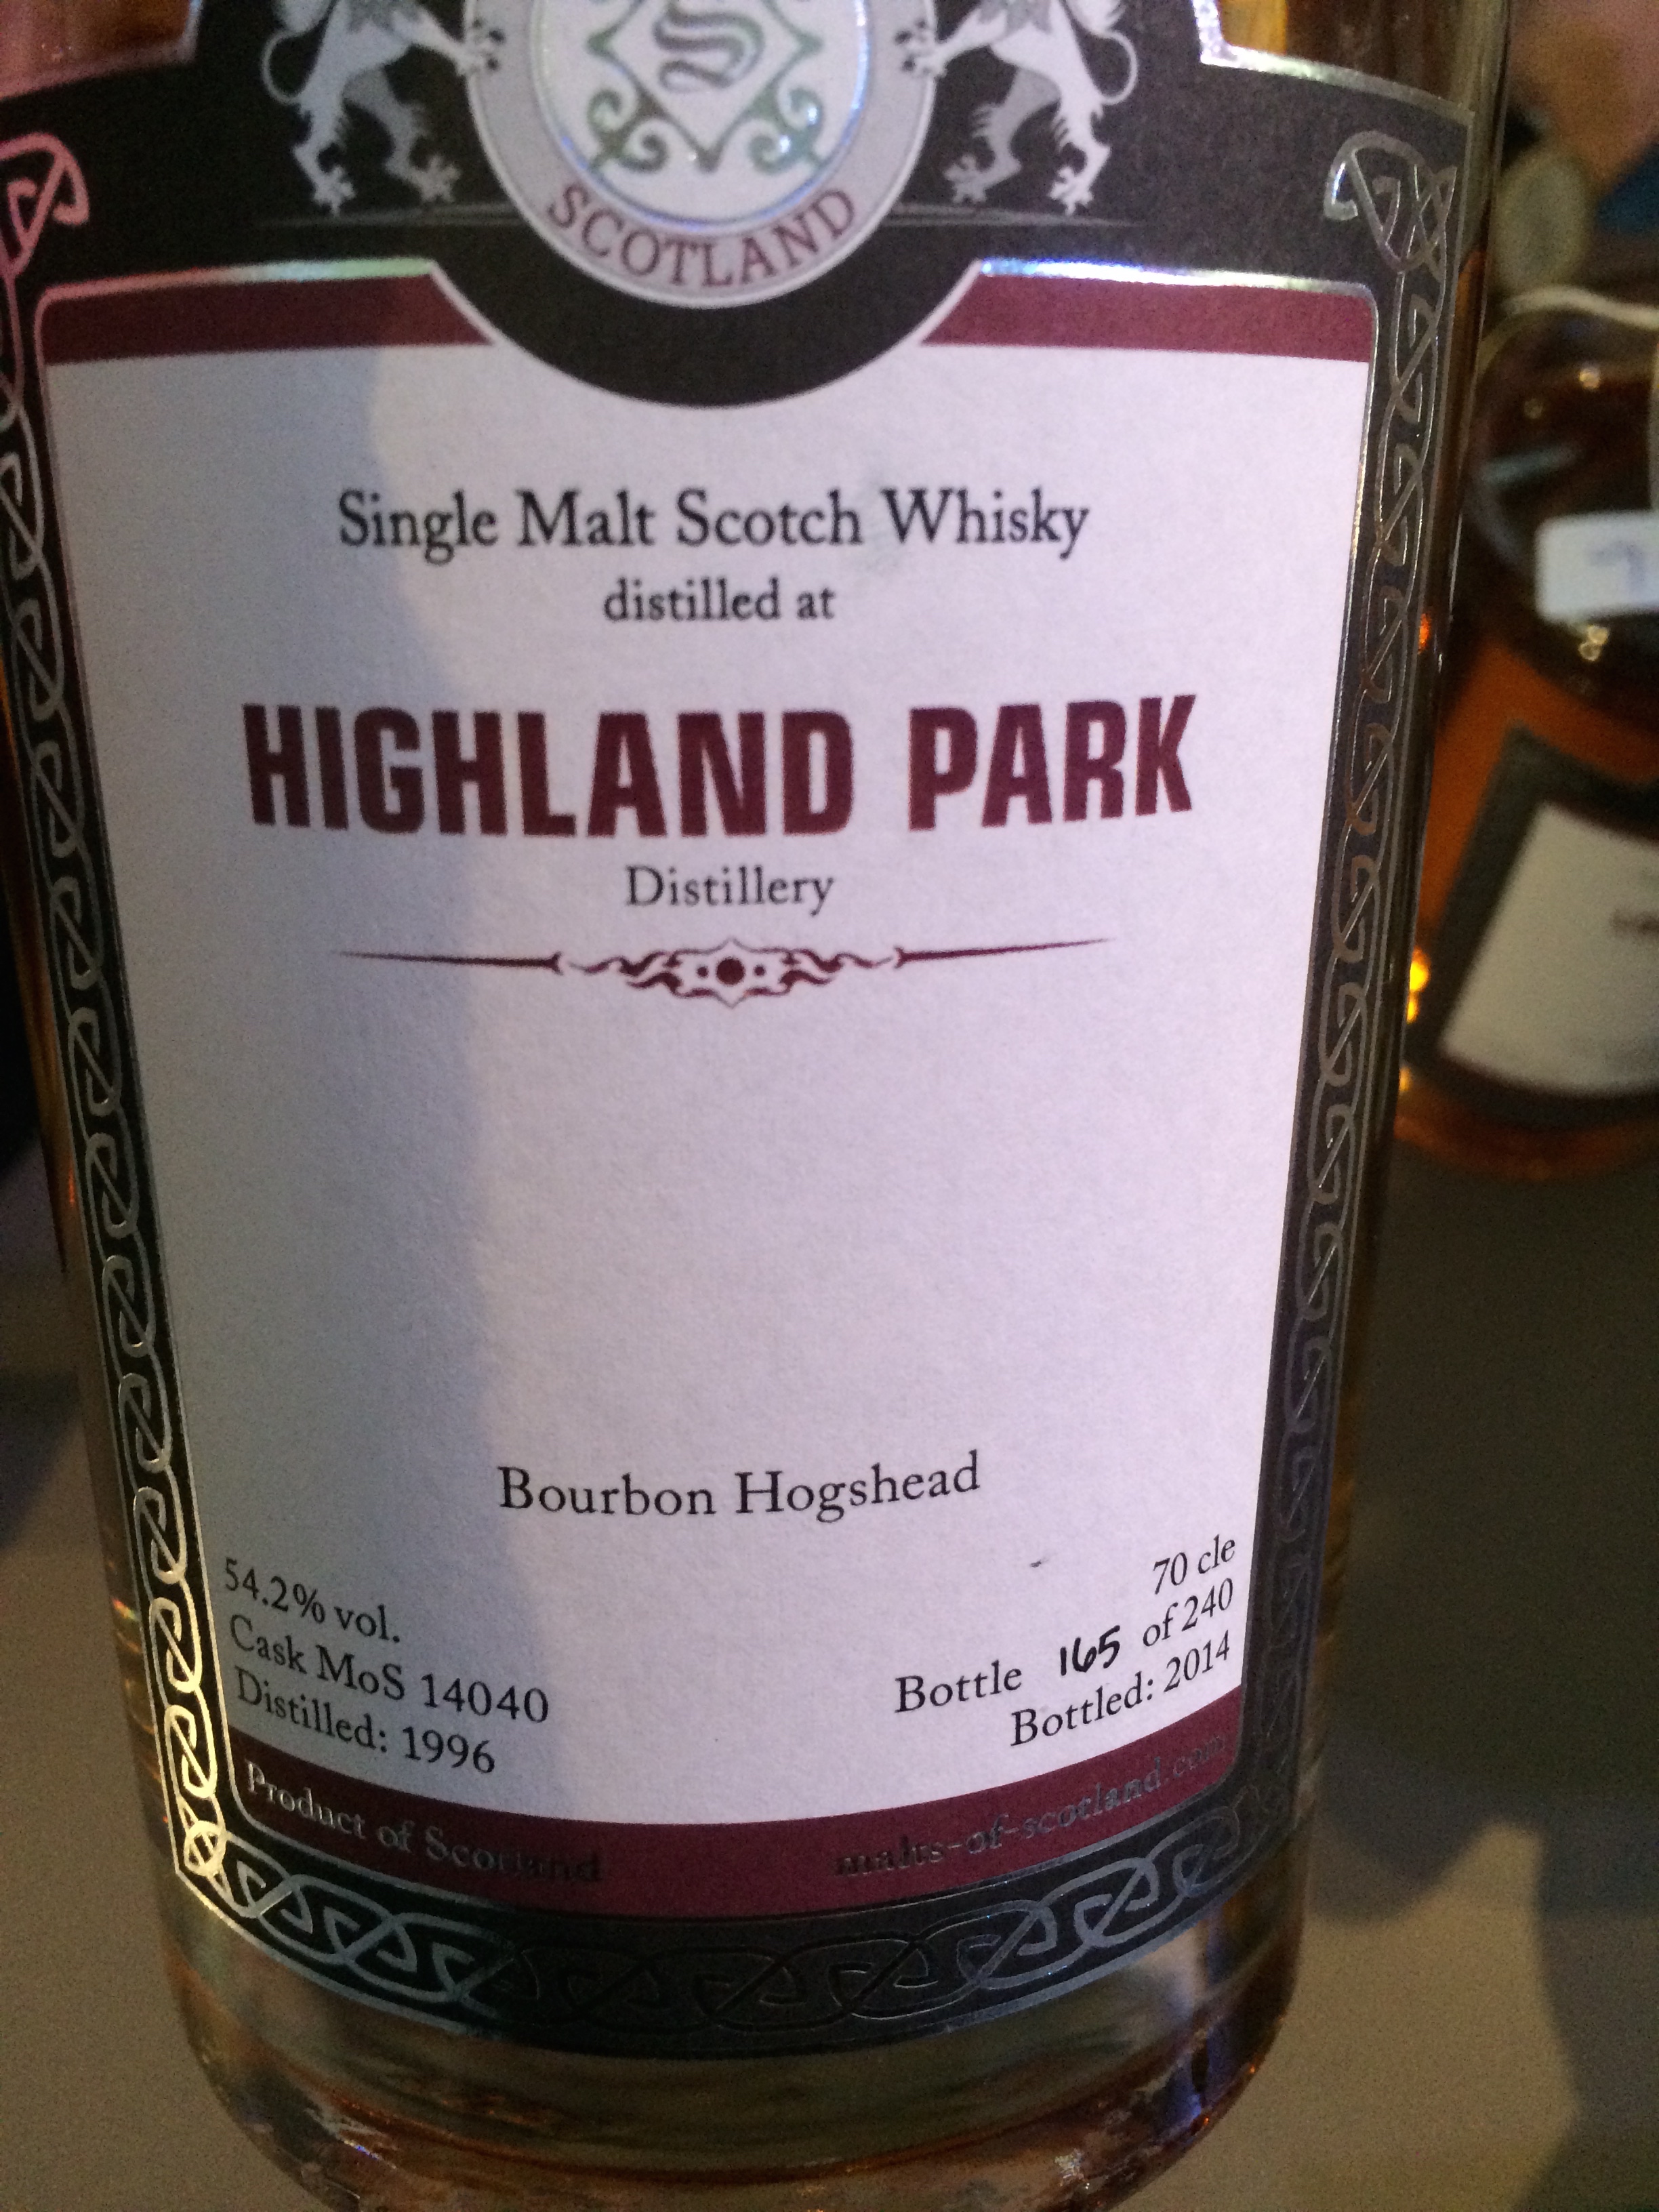 S
SCOTLAND
Single Malt Scotch Whisky
distilled at
HIGHLAND PARK
Distillery
Bourbon Hogshead
54.2% vol.
Cask MoS 14040
Distilled: 1996
70 cle
Bottle 165 of 240
Bottled: 2014
Product of Scotland
malts-of-scotland.com